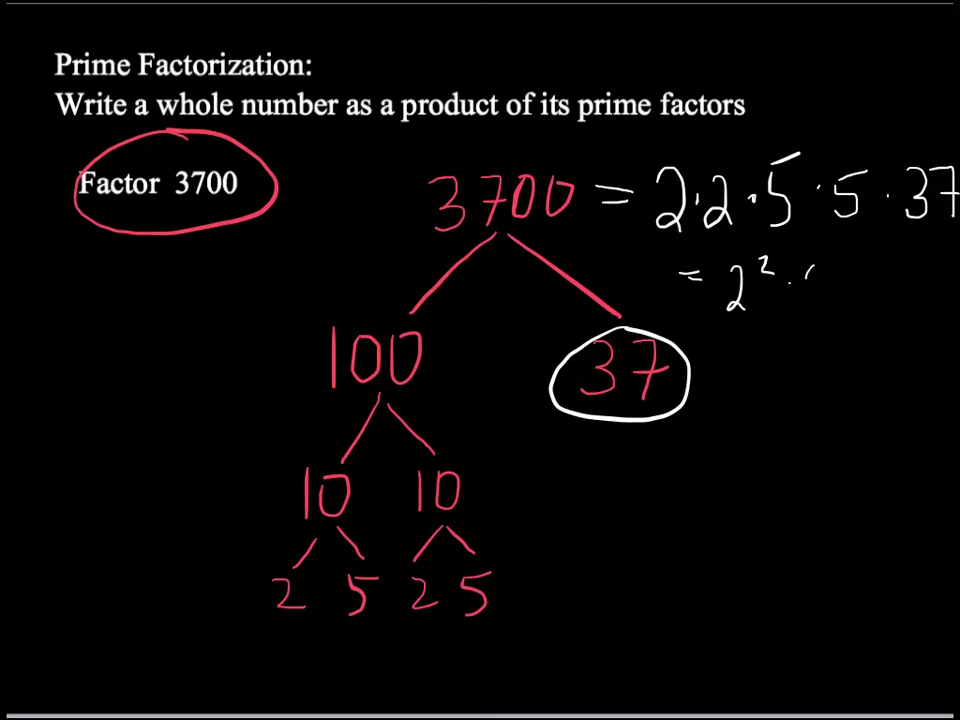 Prime Factorization:
Write a whole number as a product of its prime factors
Factor 3700
3700 = 2·2·5·5·37
= 2² ·
100 37
10 10
2 5 2 5